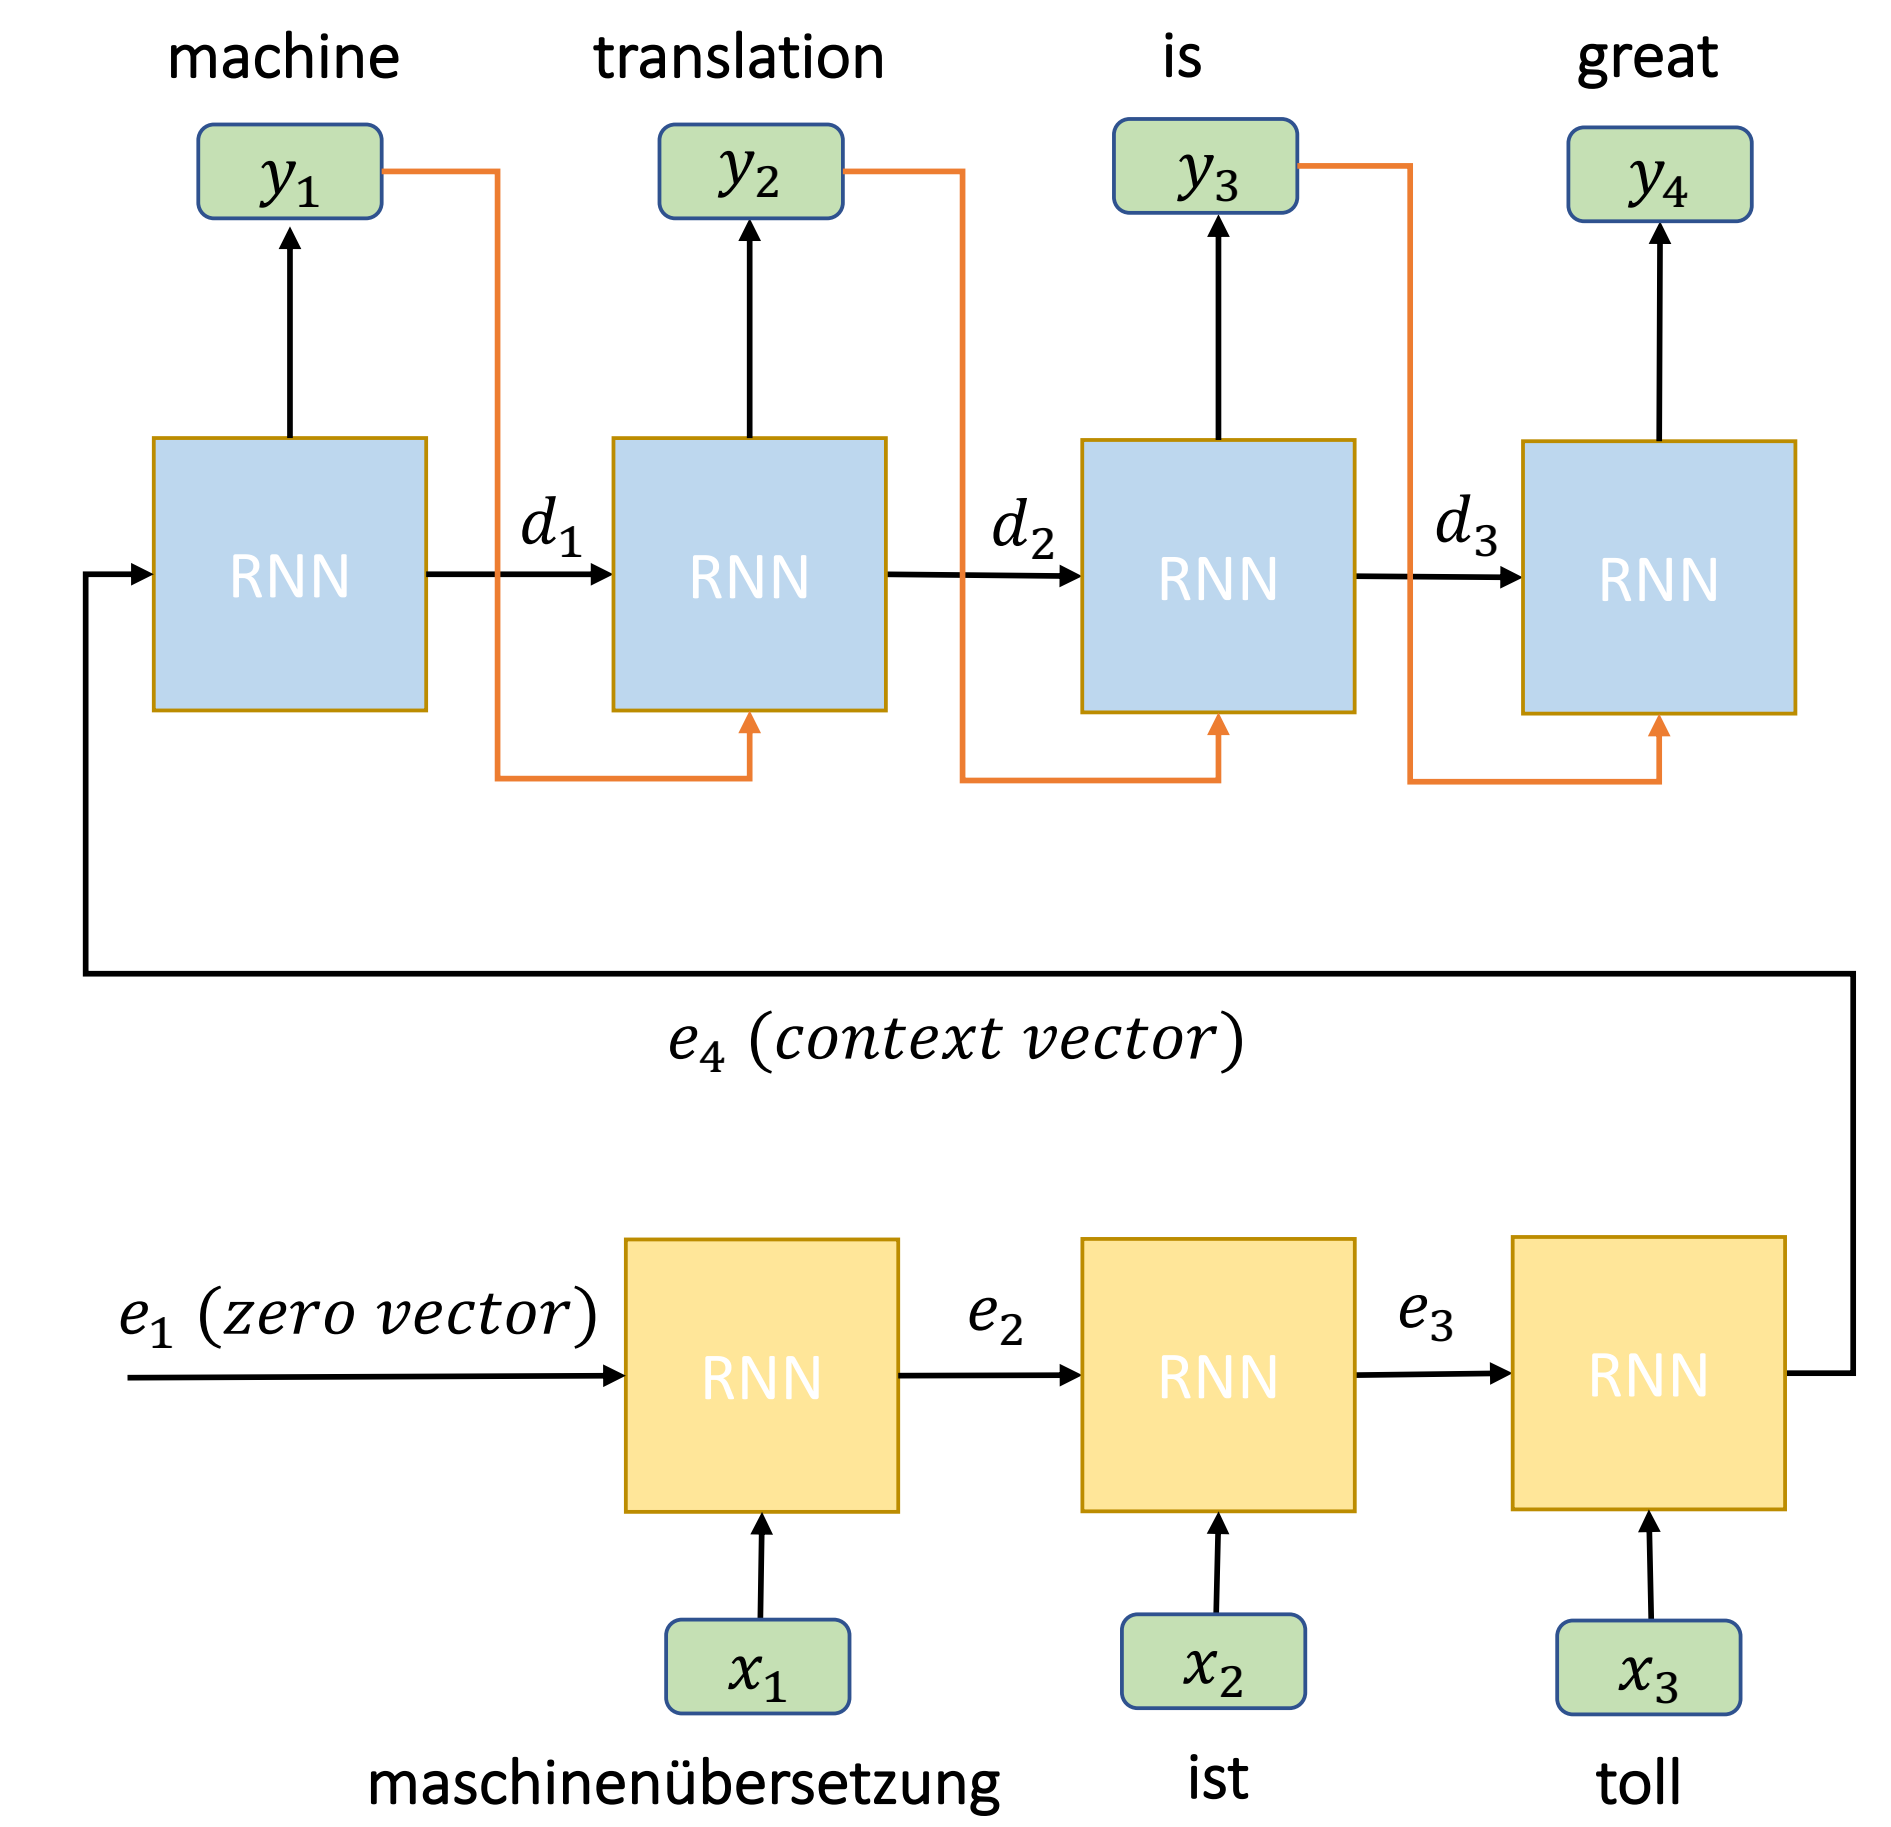 machine translation is great
y₁ y₂ y₃ y₄
d₁ d₂ d₃
RNN RNN RNN RNN
e₄ (context vector)
e₁ (zero vector) e₂ e₃
RNN RNN RNN
x₁ x₂ x₃
maschinenübersetzung ist toll